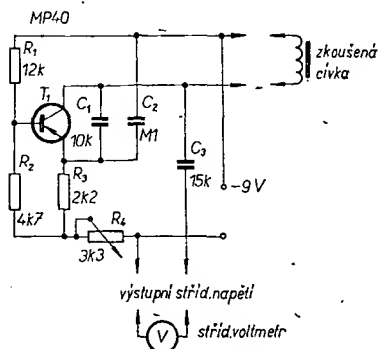 MP40
R₁
12k
T₁
C₁
10k
C₂
M1
C₃
15k
R₂
4k7
R₃
2k2
R₄
3k3
zkoušená
cívka
-9V
výstupní stříd.napětí
V
stříd.voltmetr